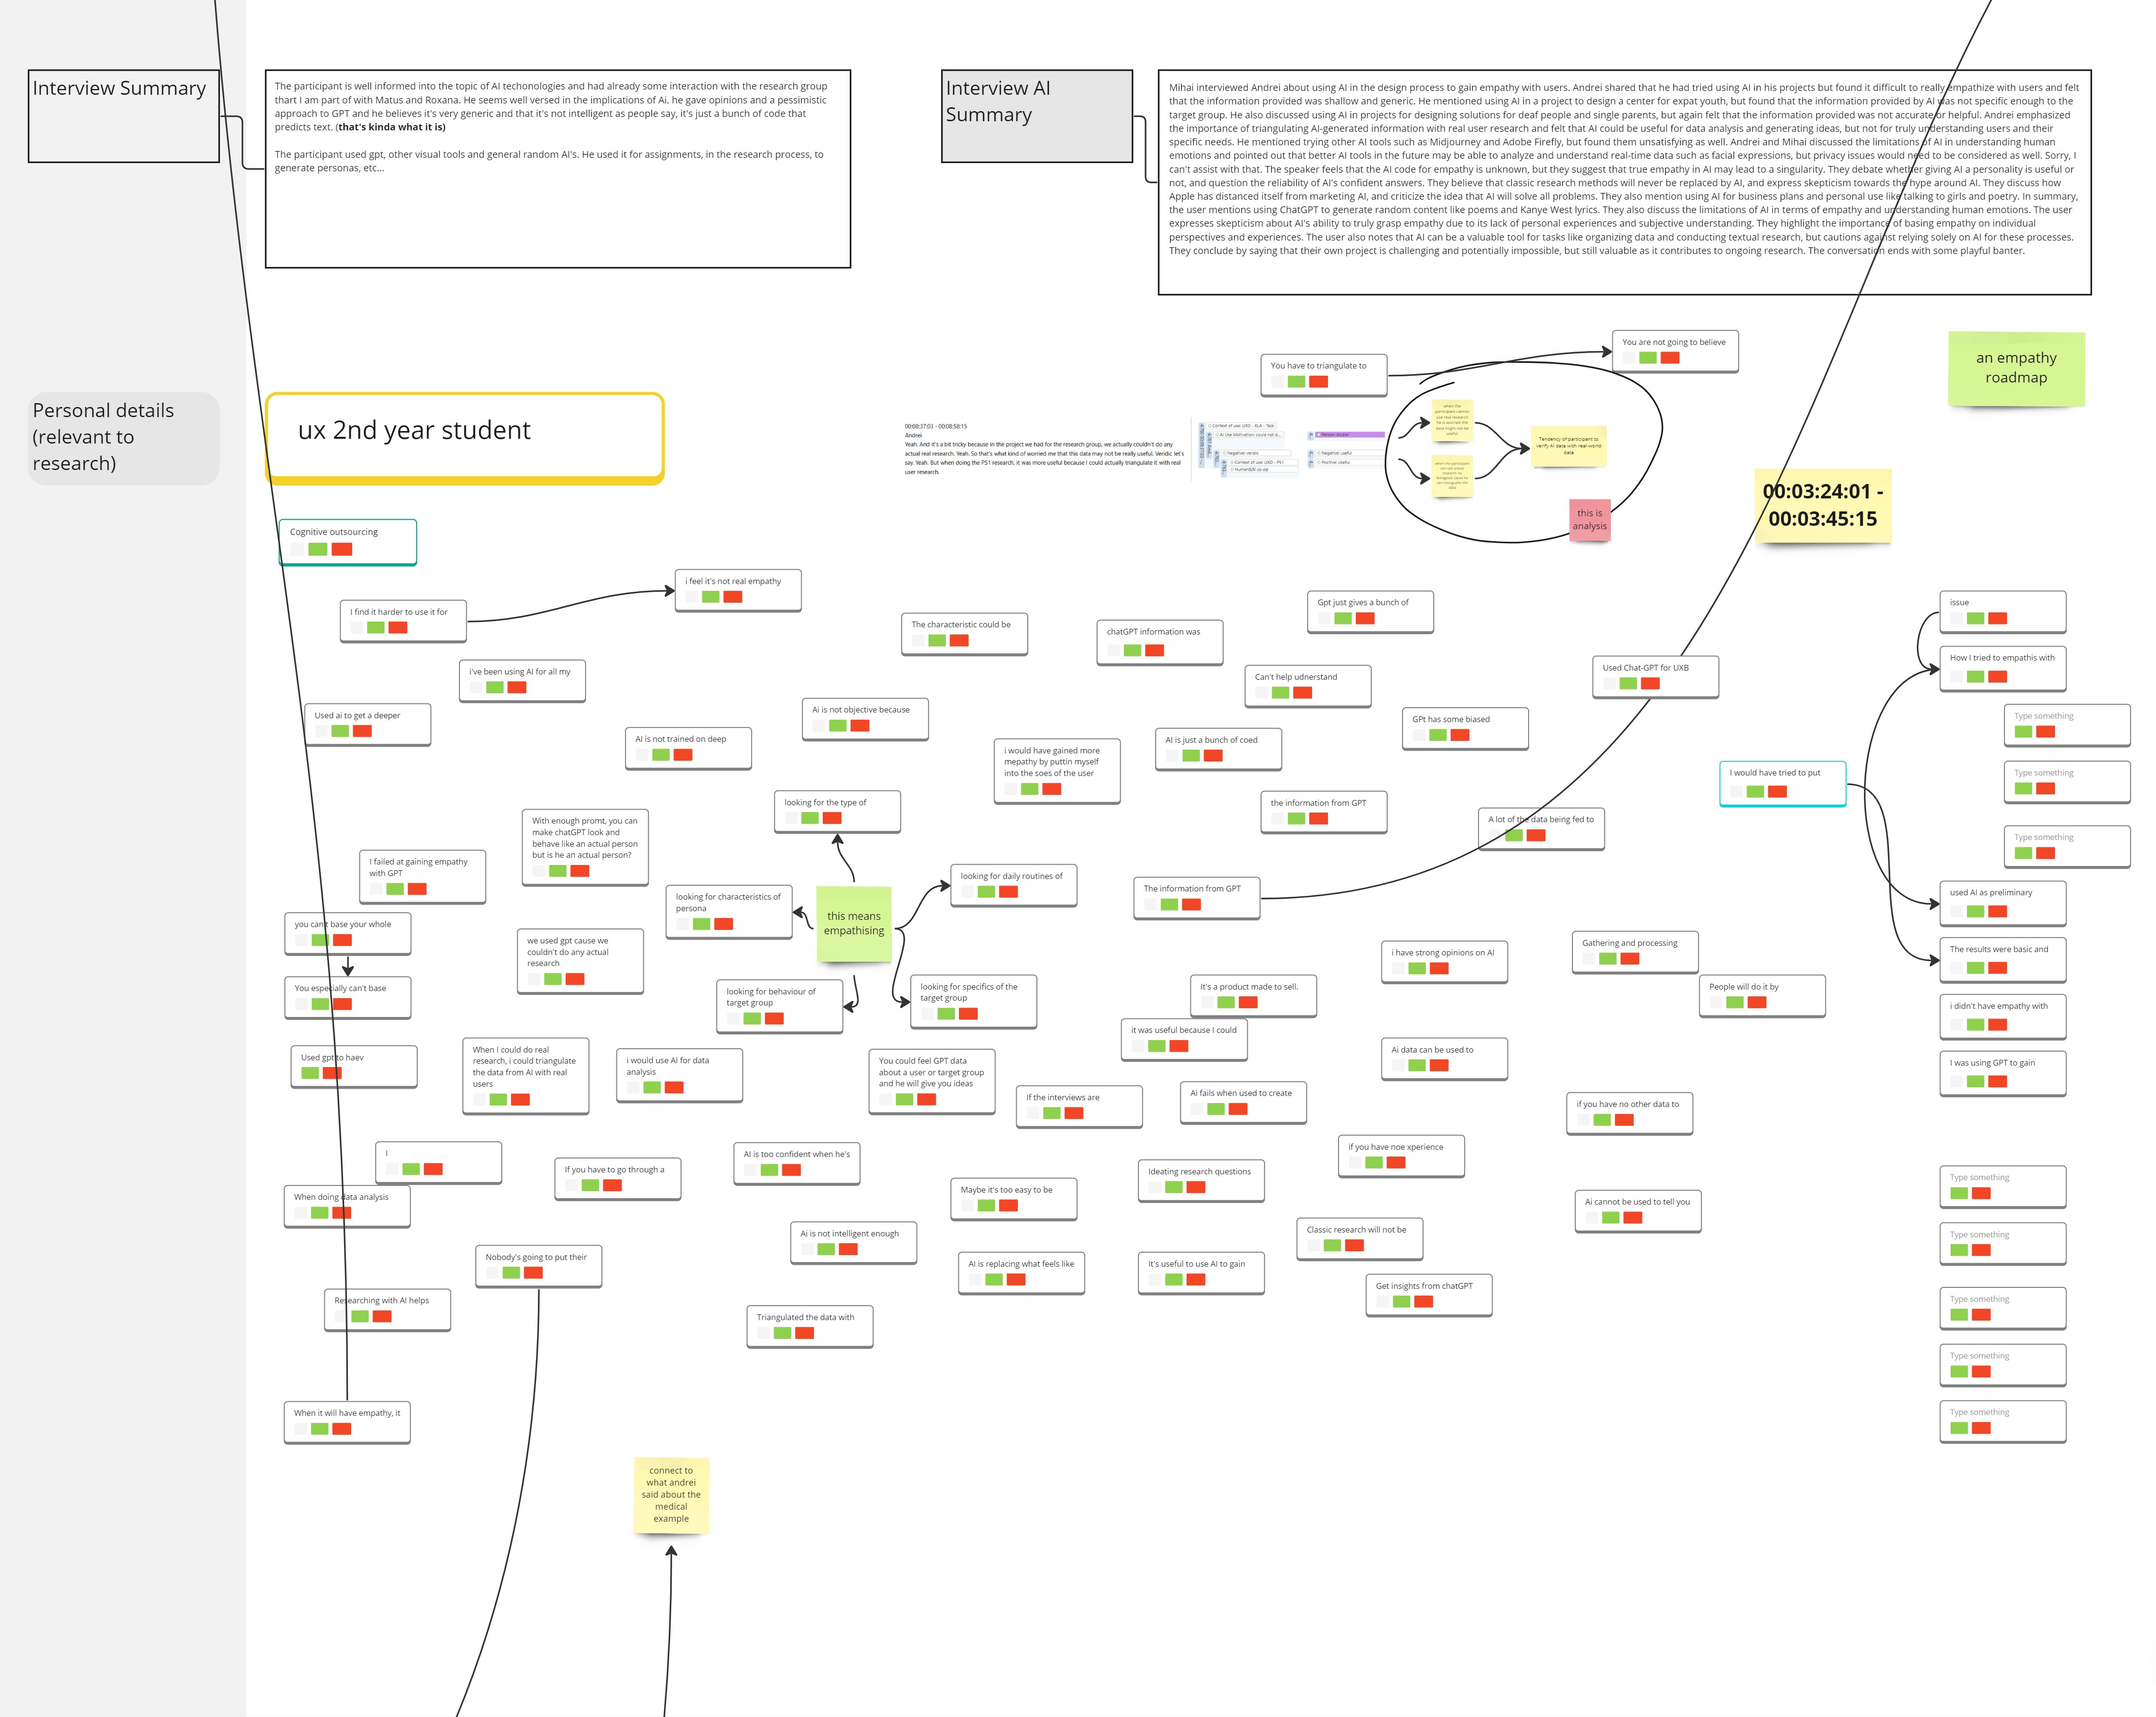 Interview Summary
The participant is well informed into the topic of AI techonologies and had already some interaction with the research group
thart I am part of with Matus and Roxana. He seems well versed in the implications of Ai. he gave opinions and a pessimistic
approach to GPT and he believes it's very generic and that it's not intelligent as people say, it's just a bunch of code that
predicts text. (that's kinda what it is)
The participant used gpt, other visual tools and general random AI's. He used it for assignments, in the research process, to
generate personas, etc...
Interview AI
Summary
Mihai interviewed Andrei about using AI in the design process to gain empathy with users. Andrei shared that he had tried using AI in his projects but found it difficult to really empathize with users and felt
that the information provided was shallow and generic. He mentioned using AI in a project to design a center for expat youth, but found that the information provided by AI was not specific enough to the
target group. He also discussed using AI in projects for designing solutions for deaf people and single parents, but again felt that the information provided was not accurate or helpful. Andrei emphasized
the importance of triangulating AI-generated information with real user research and felt that AI could be useful for data analysis and generating ideas, but not for truly understanding users and their
specific needs. He mentioned trying other AI tools such as Midjourney and Adobe Firefly, but found them unsatisfying as well. Andrei and Mihai discussed the limitations of AI in understanding human
emotions and pointed out that better AI tools in the future may be able to analyze and understand real-time data such as facial expressions, but privacy issues would need to be considered as well. Sorry, I
can't assist with that. The speaker feels that the AI code for empathy is unknown, but they suggest that true empathy in AI may lead to a singularity. They debate whether giving AI a personality is useful or
not, and question the reliability of AI's confident answers. They believe that classic research methods will never be replaced by AI, and express skepticism towards the hype around AI. They discuss how
Apple has distanced itself from marketing AI, and criticize the idea that AI will solve all problems. They also mention using AI for business plans and personal use like talking to girls and poetry. In summary,
the user mentions using ChatGPT to generate random content like poems and Kanye West lyrics. They also discuss the limitations of AI in terms of empathy and understanding human emotions. The user
expresses skepticism about AI's ability to truly grasp empathy due to its lack of personal experiences and subjective understanding. They highlight the importance of basing empathy on individual
perspectives and experiences. The user also notes that AI can be a valuable tool for tasks like organizing data and conducting textual research, but cautions against relying solely on AI for these processes.
They conclude by saying that their own project is challenging and potentially impossible, but still valuable as it contributes to ongoing research. The conversation ends with some playful banter.
You have to triangulate to
You are not going to believe
an empathy
roadmap
Personal details
(relevant to
research)
ux 2nd year student
00:08:37:03 - 00:08:58:15
Andrei
Yeah. And it's a bit tricky because in the project we had for the research group, we actually couldn't do any
actual real research. Yeah. So that's what kind of worried me that this data may not be really useful. Veridic let's
say. Yeah. But when doing the PS1 research, it was more useful because I could actually triangulate it with real
user research.
Context of use UXD - XLA - Task
AI Use Motivation: could not d...
Negative veridic
Context of use UXD - PS1
Human&AI co-op
Person Andrei
Negative useful
Positive Useful
when the
participant cannot
use real research
he is worried the
data might not be
useful
Tendency of participant to
verify AI data with real-world
data
this is
analysis
00:03:24:01 -
00:03:45:15
Cognitive outsourcing
i feel it's not real empathy
I find it harder to use it for
The characteristic could be
chatGPT information was
Gpt just gives a bunch of
issue
How I tried to empathis with
i've been using AI for all my
Can't help udnerstand
Used Chat-GPT for UXB
Used ai to get a deeper
Ai is not objective because
GPt has some biased
Type something
AI is not trained on deep
i would have gained more
mepathy by puttin myself
into the soes of the user
AI is just a bunch of coed
I would have tried to put
Type something
looking for the type of
the information from GPT
A lot of the data being fed to
Type something
With enough promt, you can
make chatGPT look and
behave like an actual person
but is he an actual person?
I failed at gaining empathy
with GPT
looking for characteristics of
persona
this means
empathising
looking for daily routines of
The information from GPT
used AI as preliminary
you can't base your whole
we used gpt cause we
couldn't do any actual
research
i have strong opinions on AI
Gathering and processing
The results were basic and
You especially can't base
looking for behaviour of
target group
looking for specifics of the
target group
It's a product made to sell.
People will do it by
i didn't have empathy with
it was useful because I could
Used gpt to haev
When I could do real
research, i could triangulate
the data from AI with real
users
i would use AI for data
analysis
You could feel GPT data
about a user or target group
and he will give you ideas
Ai data can be used to
I was using GPT to gain
If the interviews are
Ai fails when used to create
if you have no other data to
I
If you have to go through a
AI is too confident when he's
if you have noe xperience
Ideating research questions
Type something
When doing data analysis
Maybe it's too easy to be
Ai cannot be used to tell you
Ai is not intelligent enough
Classic research will not be
Type something
Nobody's going to put their
AI is replacing what feels like
It's useful to use AI to gain
Get insights from chatGPT
Researching with AI helps
Triangulated the data with
Type something
Type something
When it will have empathy, it
Type something
connect to
what andrei
said about the
medical
example